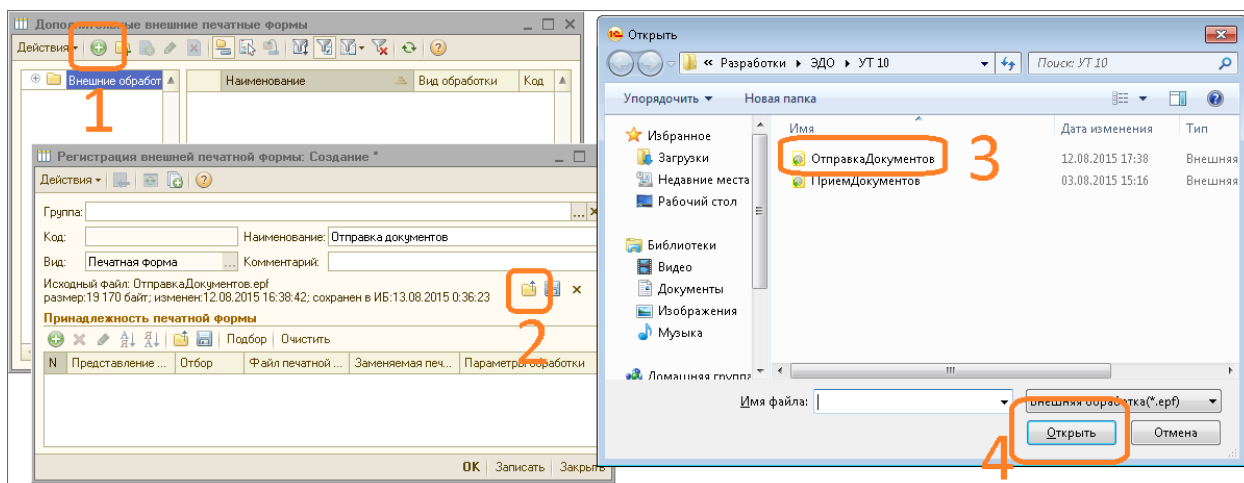 Дополнительные внешние печатные формы
Действия
Внешние обработ
Наименование
Вид обработки
Код
1
Регистрация внешней печатной формы: Создание *
Действия
Группа:
Код:
Наименование: Отправка документов
Вид: Печатная форма
Комментарий:
Исходный файл: ОтправкаДокументов.epf
размер:19 170 байт; изменен:12.08.2015 16:38:42; сохранен в ИБ:13.08.2015 0:36:23
2
Принадлежность печатной формы
Подбор Очистить
N Представление ... Отбор Файл печатной ... Заменяемая печ... Параметры обработки
OK Записать Закрыть
Открыть
« Разработки ЭДО УТ 10
Поиск: УТ 10
Упорядочить Новая папка
Избранное
Загрузки
Недавние места
Рабочий стол
Библиотеки
Видео
Документы
Изображения
Музыка
Домашняя группа
Имя Дата изменения Тип
ОтправкаДокументов 12.08.2015 17:38 Внешняя
ПриемДокументов 03.08.2015 15:16 Внешняя
3
Имя файла:
Внешняя обработка(*.epf)
Открыть Отмена
4